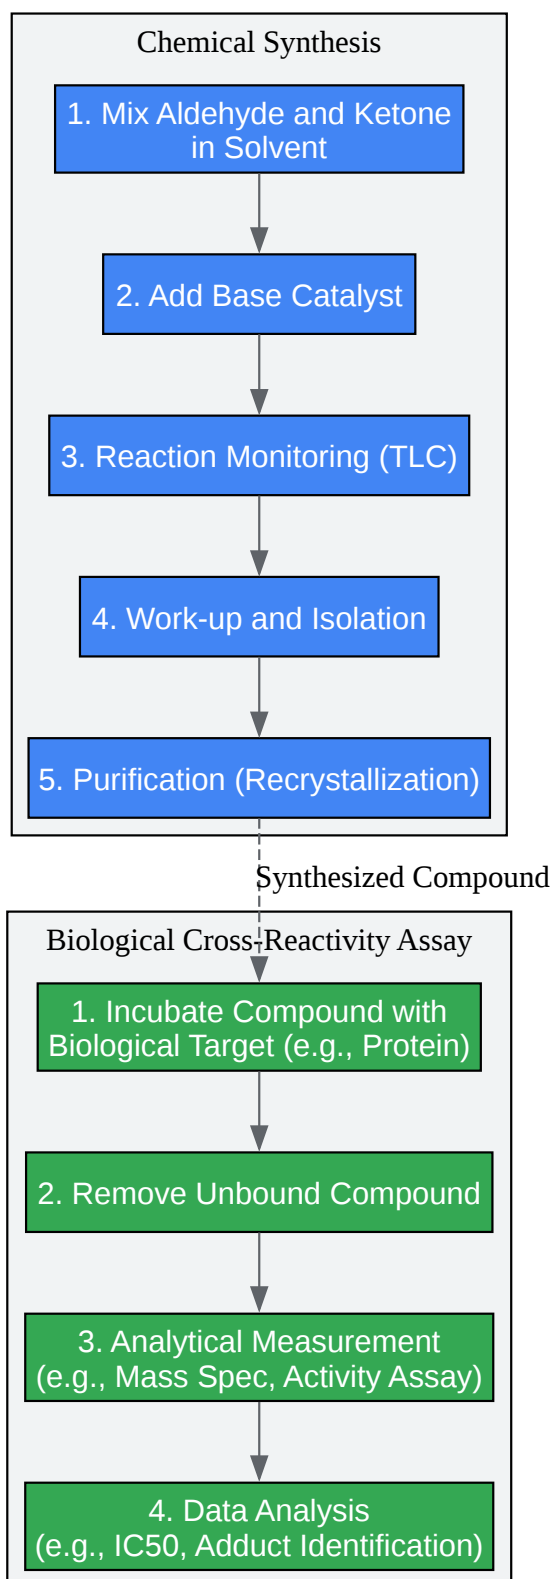 Chemical Synthesis
1. Mix Aldehyde and Ketone
in Solvent
2. Add Base Catalyst
3. Reaction Monitoring (TLC)
4. Work-up and Isolation
5. Purification (Recrystallization)
Synthesized Compound
Biological Cross-Reactivity Assay
1. Incubate Compound with
Biological Target (e.g., Protein)
2. Remove Unbound Compound
3. Analytical Measurement
(e.g., Mass Spec, Activity Assay)
4. Data Analysis
(e.g., IC50, Adduct Identification)